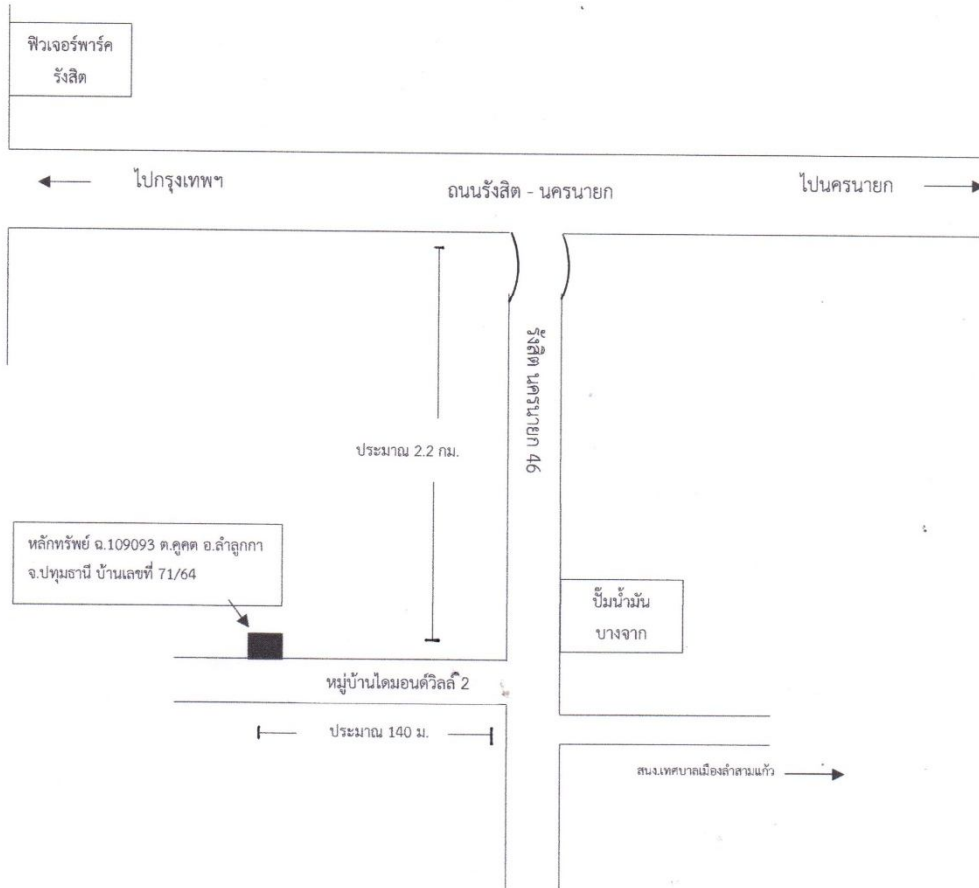 ฟิวเจอร์พาร์ค
รังสิต
ไปกรุงเทพฯ
ถนนรังสิต - นครนายก
ไปนครนายก
รังสิต นครนายก 46
ประมาณ 2.2 กม.
หลักทรัพย์ ฉ.109093 ต.คูคต อ.ลำลูกกา
จ.ปทุมธานี บ้านเลขที่ 71/64
ปั๊มน้ำมัน
บางจาก
หมู่บ้านไดมอนด์วิลล์ 2
ประมาณ 140 ม.
สนง.เทศบาลเมืองลำสามแก้ว